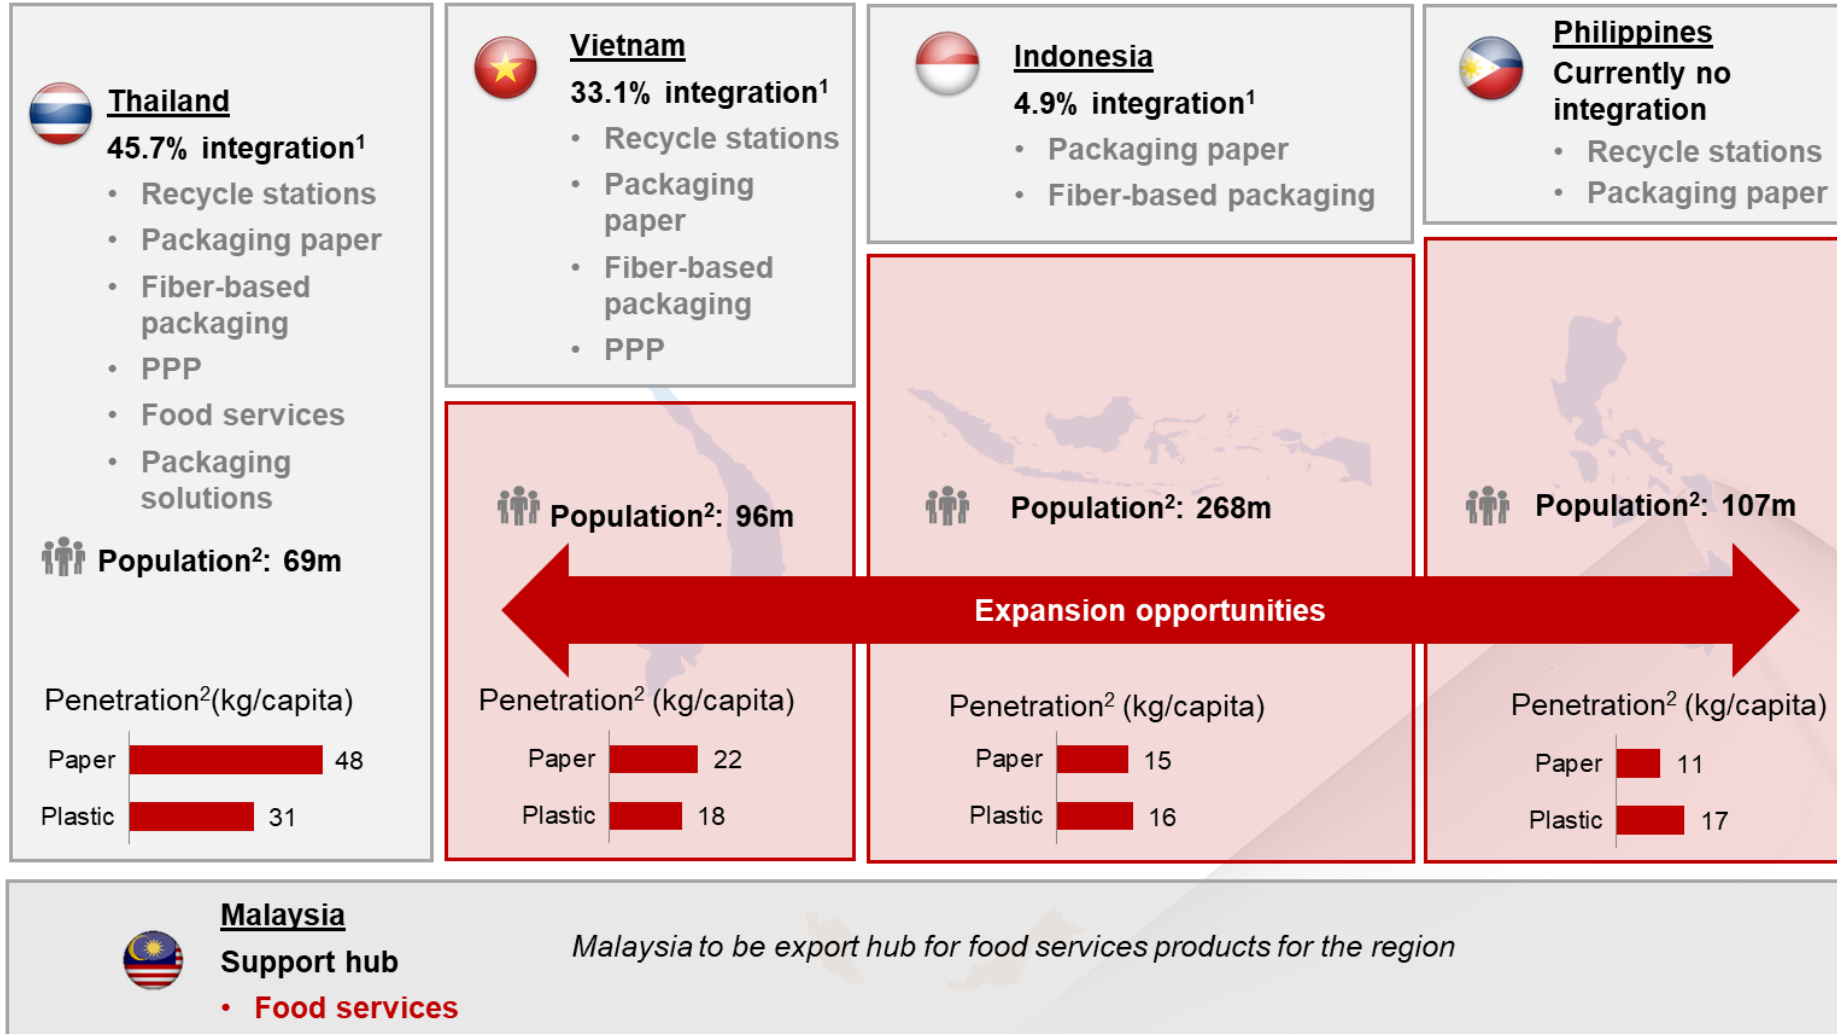 Thailand
45.7% integration¹
• Recycle stations
• Packaging paper
• Fiber-based
packaging
• PPP
• Food services
• Packaging
solutions
Population²: 69m
Penetration²(kg/capita)
Paper 48
Plastic 31
Vietnam
33.1% integration¹
• Recycle stations
• Packaging
paper
• Fiber-based
packaging
• PPP
Population²: 96m
Penetration² (kg/capita)
Paper 22
Plastic 18
Indonesia
4.9% integration¹
• Packaging paper
• Fiber-based packaging
Population²: 268m
Penetration² (kg/capita)
Paper 15
Plastic 16
Philippines
Currently no
integration
• Recycle stations
• Packaging paper
Population²: 107m
Penetration² (kg/capita)
Paper 11
Plastic 17
Expansion opportunities
Malaysia
Support hub
• Food services
Malaysia to be export hub for food services products for the region